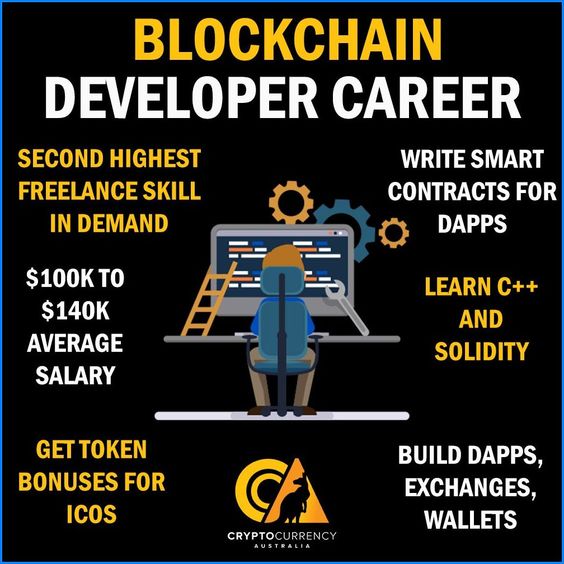 BLOCKCHAIN
DEVELOPER CAREER
SECOND HIGHEST
FREELANCE SKILL
IN DEMAND
WRITE SMART
CONTRACTS FOR
DAPPS
$100K TO
$140K
AVERAGE
SALARY
LEARN C++
AND
SOLIDITY
GET TOKEN
BONUSES FOR
ICOS
BUILD DAPPS,
EXCHANGES,
WALLETS
CRYPTOCURRENCY
AUSTRALIA